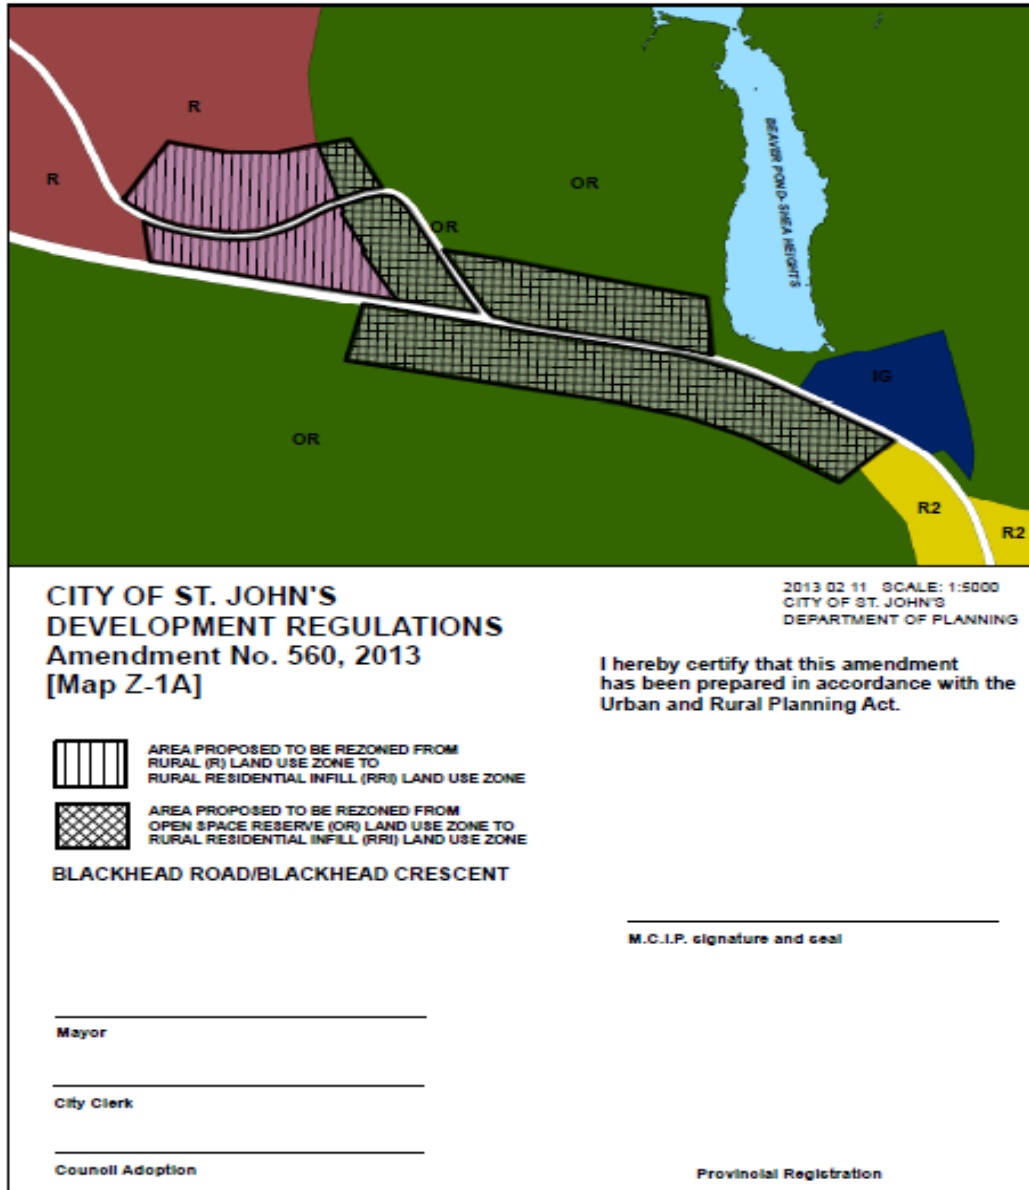 R
R
OR
OR
BEAVER POND-SHEA HEIGHTS
IG
OR
R2
R2
CITY OF ST. JOHN'S
DEVELOPMENT REGULATIONS
Amendment No. 560, 2013
[Map Z-1A]
2013 02 11 SCALE: 1:5000
CITY OF ST. JOHN'S
DEPARTMENT OF PLANNING
I hereby certify that this amendment
has been prepared in accordance with the
Urban and Rural Planning Act.
AREA PROPOSED TO BE REZONED FROM
RURAL (R) LAND USE ZONE TO
RURAL RESIDENTIAL INFILL (RRI) LAND USE ZONE
AREA PROPOSED TO BE REZONED FROM
OPEN SPACE RESERVE (OR) LAND USE ZONE TO
RURAL RESIDENTIAL INFILL (RRI) LAND USE ZONE
BLACKHEAD ROAD/BLACKHEAD CRESCENT
M.C.I.P. signature and seal
Mayor
City Clerk
Council Adoption
Provincial Registration